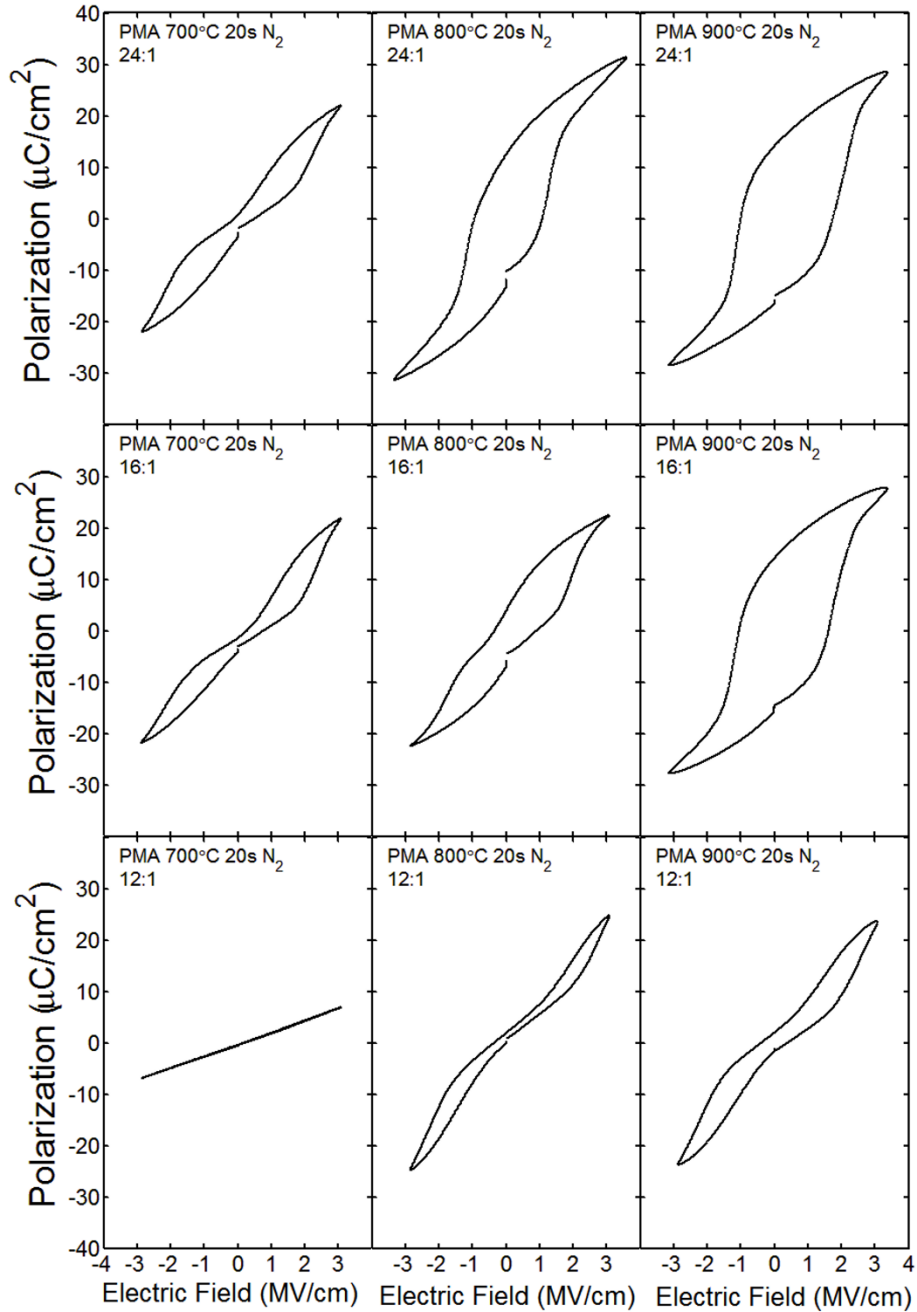 40
30
20
10
0
-10
-20
-30
Polarization (μC/cm²)
PMA 700°C 20s N₂
24:1
PMA 800°C 20s N₂
24:1
PMA 900°C 20s N₂
24:1
30
20
10
0
-10
-20
-30
Polarization (μC/cm²)
PMA 700°C 20s N₂
16:1
PMA 800°C 20s N₂
16:1
PMA 900°C 20s N₂
16:1
30
20
10
0
-10
-20
-30
-40
Polarization (μC/cm²)
PMA 700°C 20s N₂
12:1
PMA 800°C 20s N₂
12:1
PMA 900°C 20s N₂
12:1
-4 -3 -2 -1 0 1 2 3
-3 -2 -1 0 1 2 3
-3 -2 -1 0 1 2 3 4
Electric Field (MV/cm)
Electric Field (MV/cm)
Electric Field (MV/cm)